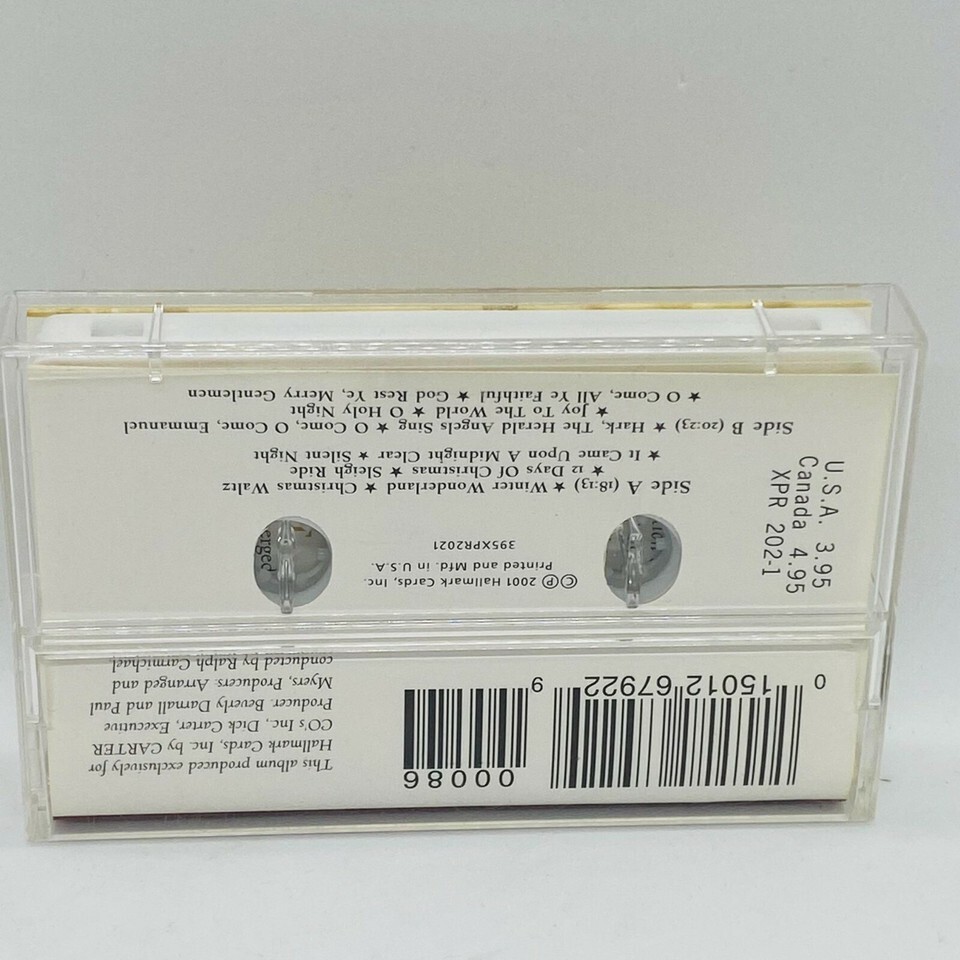 This album produced exclusively for
Hallmark Cards, Inc. by CARTER
CO's Inc., Dick Carter, Executive
Producer. Beverly Darnall and Paul
Myers, Producers. Arranged and
conducted by Ralph Carmichael.
0 15012 67922 9
00086
© ℗ 2001 Hallmark Cards, Inc.
Printed and Mfd. in U.S.A.
395XPR2021
Side A (18:13) ★ Winter Wonderland ★ Christmas Waltz
★ 12 Days Of Christmas ★ Sleigh Ride
★ It Came Upon A Midnight Clear ★ Silent Night
Side B (20:23) ★ Hark, The Herald Angels Sing ★ O Come, O Come, Emmanuel
★ Joy To The World ★ O Holy Night
★ O Come, All Ye Faithful ★ God Rest Ye, Merry Gentlemen
U.S.A. 3.95
Canada 4.95
XPR 202-1